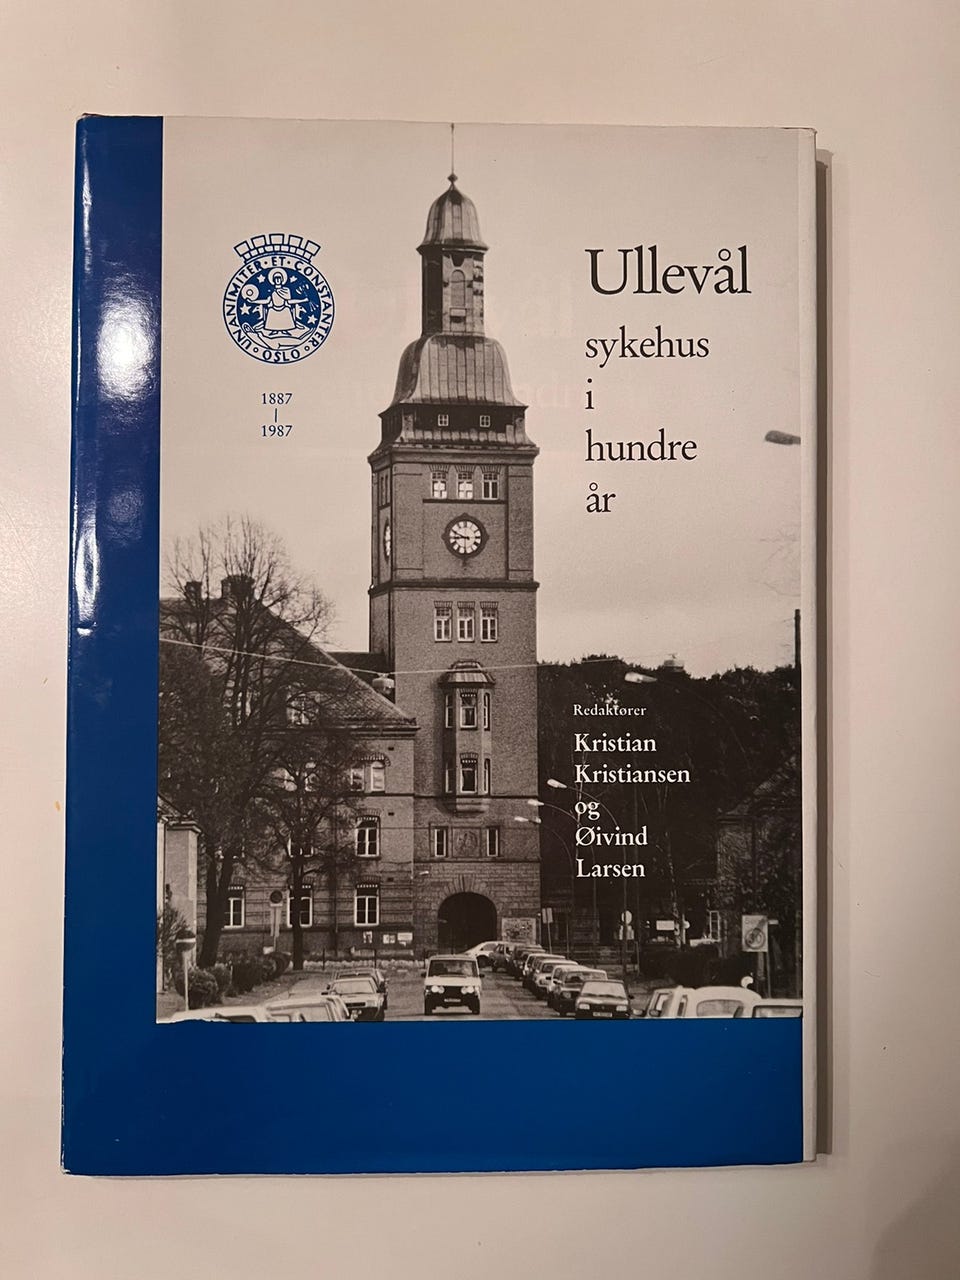 UNANIMITER · ET · CONSTANTER · OSLO ·
1887
|
1987
Ullevål
sykehus
i
hundre
år
Redaktører
Kristian
Kristiansen
og
Øivind
Larsen